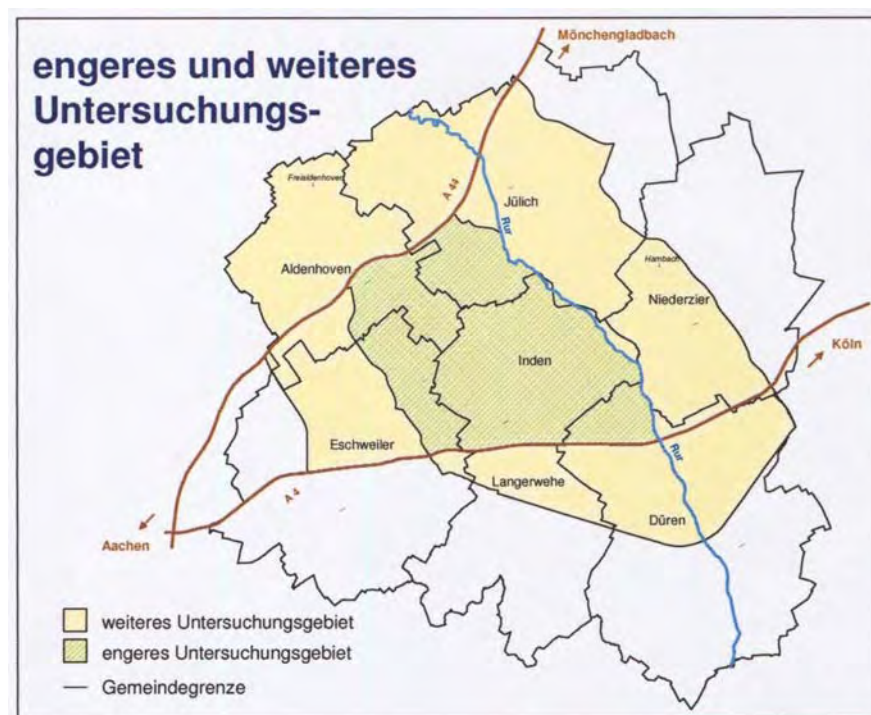 engeres und weiteres
Untersuchungs-
gebiet
Mönchengladbach
Freialdenhoven
A 44
Jülich
Rur
Aldenhoven
Hambach
Niederzier
Köln
Inden
Eschweiler
Rur
Langerwehe
A 4
Düren
Aachen
weiteres Untersuchungsgebiet
engeres Untersuchungsgebiet
Gemeindegrenze